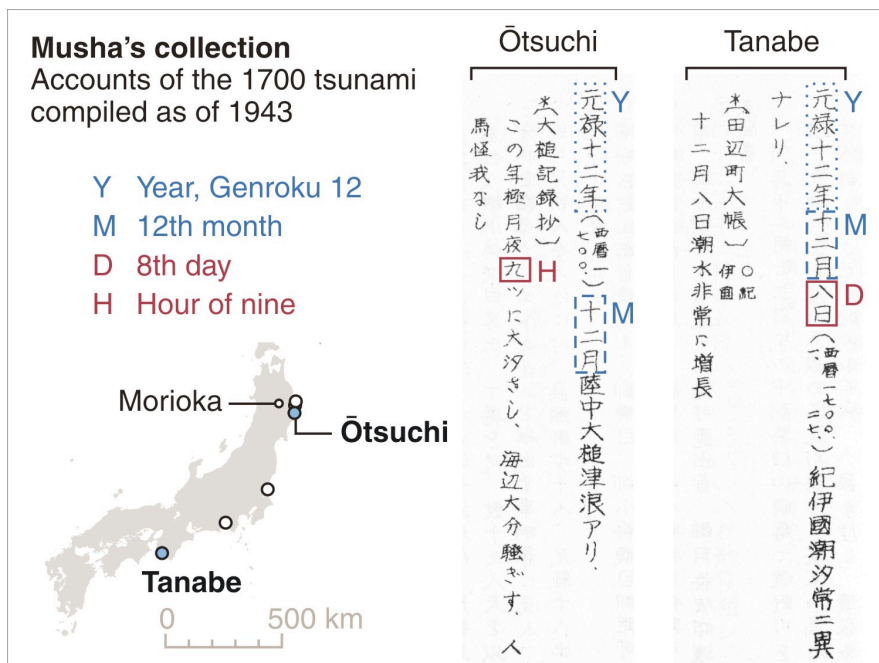 Musha's collection
Accounts of the 1700 tsunami
compiled as of 1943
Y Year, Genroku 12
M 12th month
D 8th day
H Hour of nine
Morioka
Ōtsuchi
Tanabe
0 500 km
Ōtsuchi
元禄十二年(西暦一七〇〇、)十二月陸中大槌津浪アリ、
*(大槌記録抄)
この年極月夜九ツに大汐きし、海辺大分騒ぎす、人
馬怪我なし
Y
M
H
Tanabe
元禄十二年十二月八日(西暦一七〇〇、一、二七、)紀伊國潮汐常ニ異
ナレリ、
*(田辺町大帳)〇紀伊國
十二月八日潮水非常に増長
Y
M
D